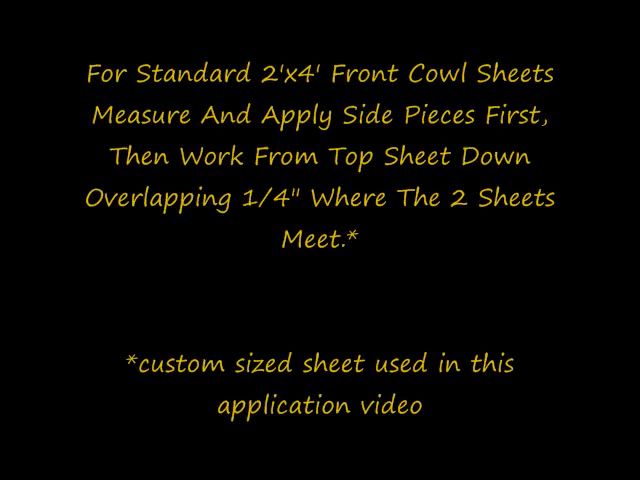 For Standard 2'x4' Front Cowl Sheets
Measure And Apply Side Pieces First,
Then Work From Top Sheet Down
Overlapping 1/4" Where The 2 Sheets
Meet.*
*custom sized sheet used in this
application video